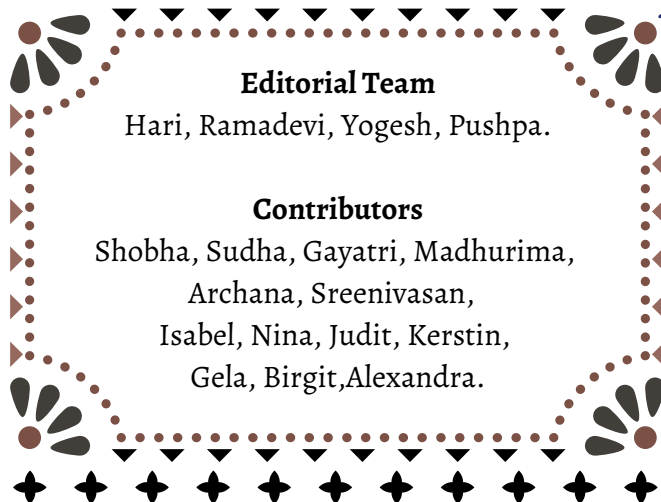 Editorial Team
Hari, Ramadevi, Yogesh, Pushpa.
Contributors
Shobha, Sudha, Gayatri, Madhurima,
Archana, Sreenivasan,
Isabel, Nina, Judit, Kerstin,
Gela, Birgit,Alexandra.